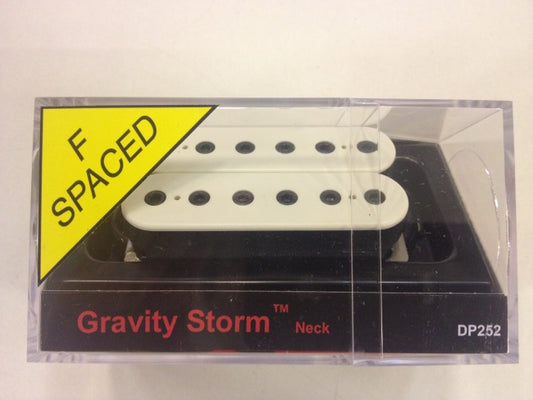 F
SPACED
Gravity Storm™ Neck
DP252